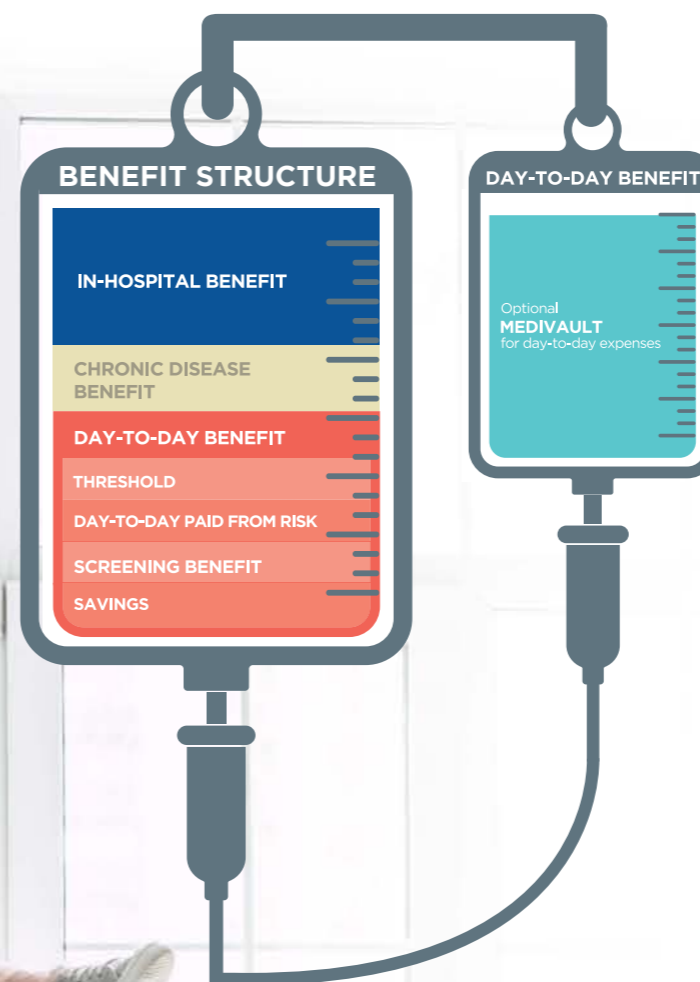 BENEFIT STRUCTURE
IN-HOSPITAL BENEFIT
CHRONIC DISEASE
BENEFIT
DAY-TO-DAY BENEFIT
THRESHOLD
DAY-TO-DAY PAID FROM RISK
SCREENING BENEFIT
SAVINGS
DAY-TO-DAY BENEFIT
Optional
MEDIVAULT
for day-to-day expenses